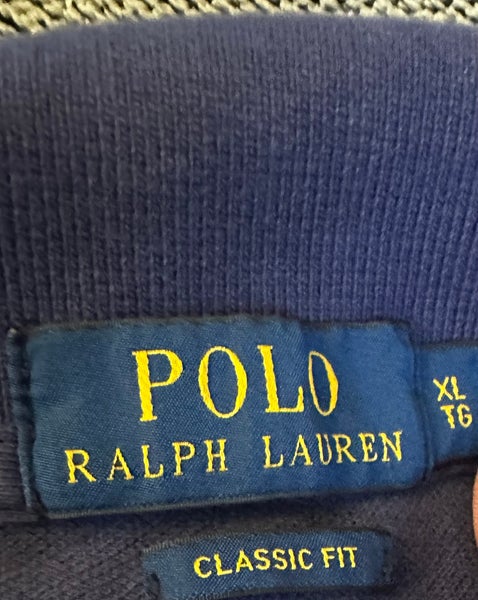 POLO
RALPH LAUREN
XL
TG
CLASSIC FIT